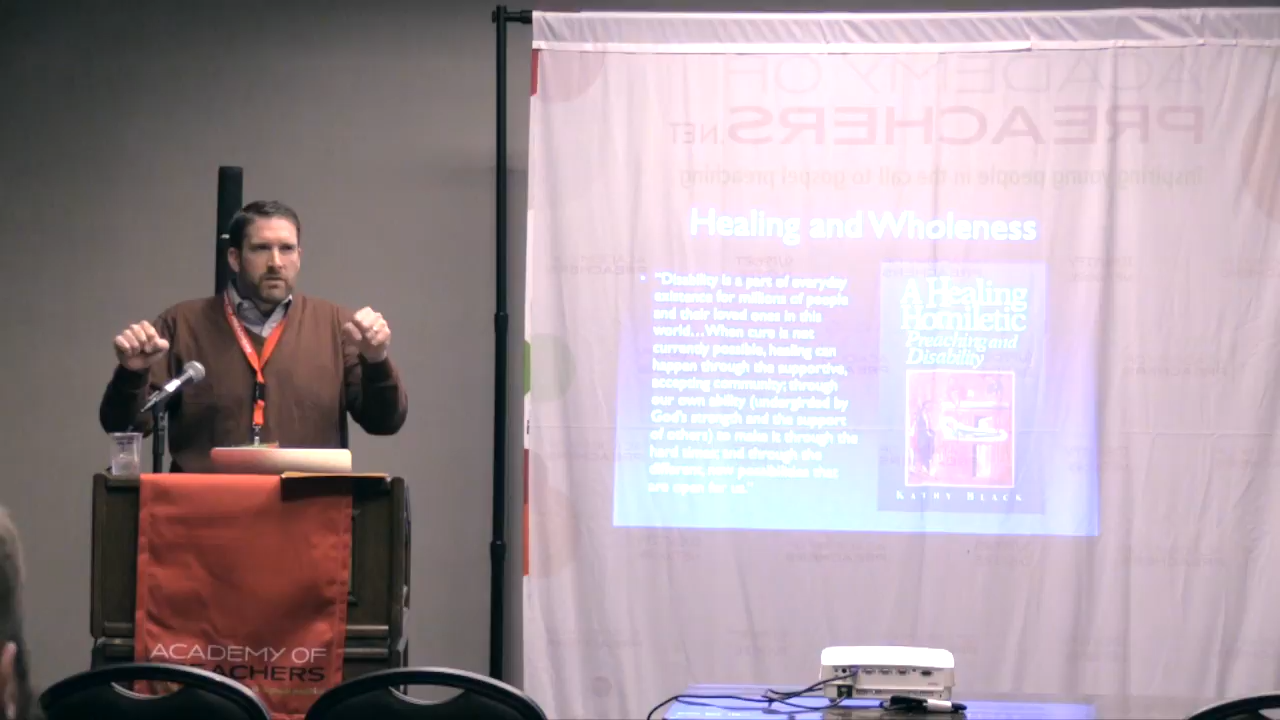 ACADEMY OF
PREACHERS.NET
Inspiring young people in the call to gospel preaching
Healing and Wholeness
• "Disability is a part of everyday
existence for millions of people
and their loved ones in this
world...When cure is not
currently possible, healing can
happen through the supportive,
accepting community; through
our own ability (undergirded by
God's strength and the support
of others) to make it through the
hard times; and through the
different, new possibilities that
are open for us."
A Healing
Homiletic
Preaching and
Disability
KATHY BLACK
ACADEMY OF
PREACHERS